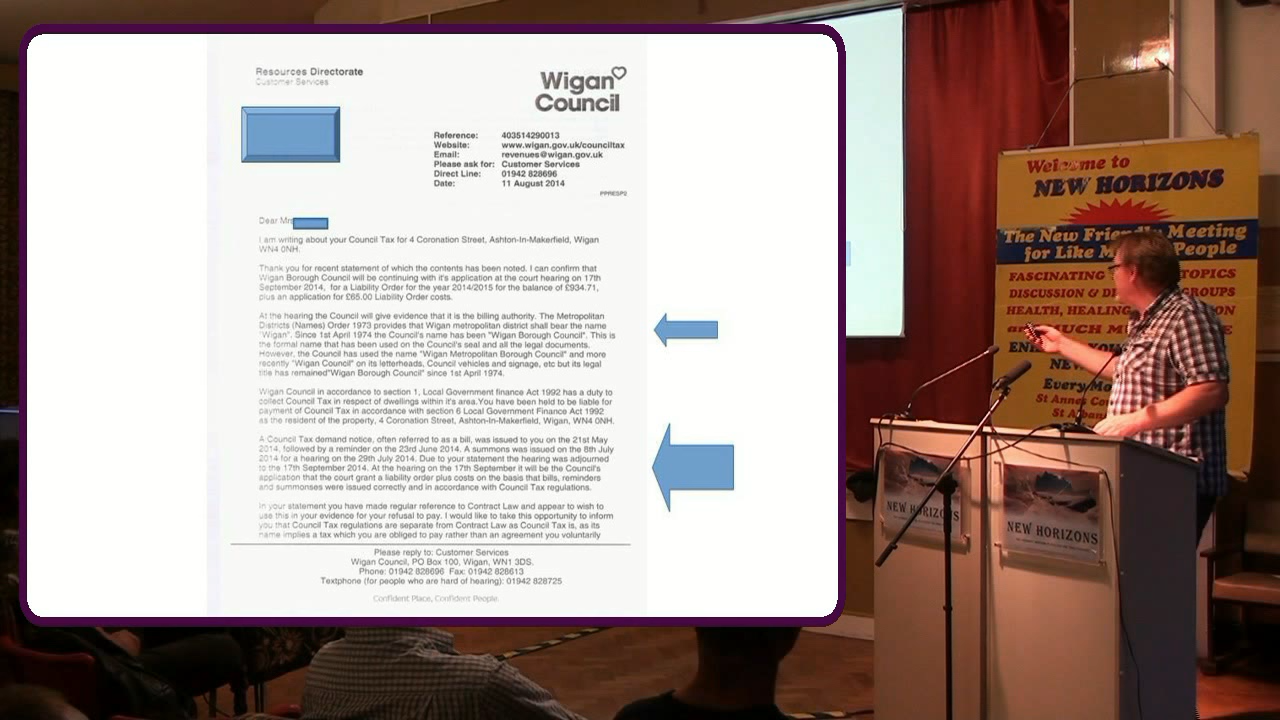 Resources Directorate
Customer Services
Wigan
Council
Reference: 403514290013
Website: www.wigan.gov.uk/counciltax
Email: revenues@wigan.gov.uk
Please ask for: Customer Services
Direct Line: 01942 828696
Date: 11 August 2014
PPRESP2
Dear Mrs
I am writing about your Council Tax for 4 Coronation Street, Ashton-In-Makerfield, Wigan
WN4 0NH.
Thank you for recent statement of which the contents has been noted. I can confirm that
Wigan Borough Council will be continuing with it's application at the court hearing on 17th
September 2014, for a Liability Order for the year 2014/2015 for the balance of £934.71,
plus an application for £65.00 Liability Order costs.
At the hearing the Council will give evidence that it is the billing authority. The Metropolitan
Districts (Names) Order 1973 provides that Wigan metropolitan district shall bear the name
"Wigan". Since 1st April 1974 the Council's name has been "Wigan Borough Council". This is
the formal name that has been used on the Council's seal and all the legal documents.
However, the Council has used the name "Wigan Metropolitan Borough Council" and more
recently "Wigan Council" on its letterheads, Council vehicles and signage, etc but its legal
title has remained"Wigan Borough Council" since 1st April 1974.
Wigan Council in accordance to section 1, Local Government finance Act 1992 has a duty to
collect Council Tax in respect of dwellings within it's area.You have been held to be liable for
payment of Council Tax in accordance with section 6 Local Government Finance Act 1992
as the resident of the property, 4 Coronation Street, Ashton-In-Makerfield, Wigan, WN4 0NH.
A Council Tax demand notice, often referred to as a bill, was issued to you on the 21st May
2014, followed by a reminder on the 23rd June 2014. A summons was issued on the 8th July
2014 for a hearing on the 29th July 2014. Due to your statement the hearing was adjourned
to the 17th September 2014. At the hearing on the 17th September it will be the Council's
application that the court grant a liability order plus costs on the basis that bills, reminders
and summonses were issued correctly and in accordance with Council Tax regulations.
In your statement you have made regular reference to Contract Law and appear to wish to
use this in your evidence for your refusal to pay. I would like to take this opportunity to inform
you that Council Tax regulations are separate from Contract Law as Council Tax is, as its
name implies a tax which you are obliged to pay rather than an agreement you voluntarily
Please reply to: Customer Services
Wigan Council, PO Box 100, Wigan, WN1 3DS.
Phone: 01942 828696 Fax: 01942 828613
Textphone (for people who are hard of hearing): 01942 828725
Confident Place, Confident People.
Welcome to
NEW HORIZONS
The New Friendly Meeting
for Like People
FASCINATING TOPICS
DISCUSSION & GROUPS
HEALTH, HEALING
MUCH
Every
St Annes
St
NEW HORIZONS
NEW HORIZONS